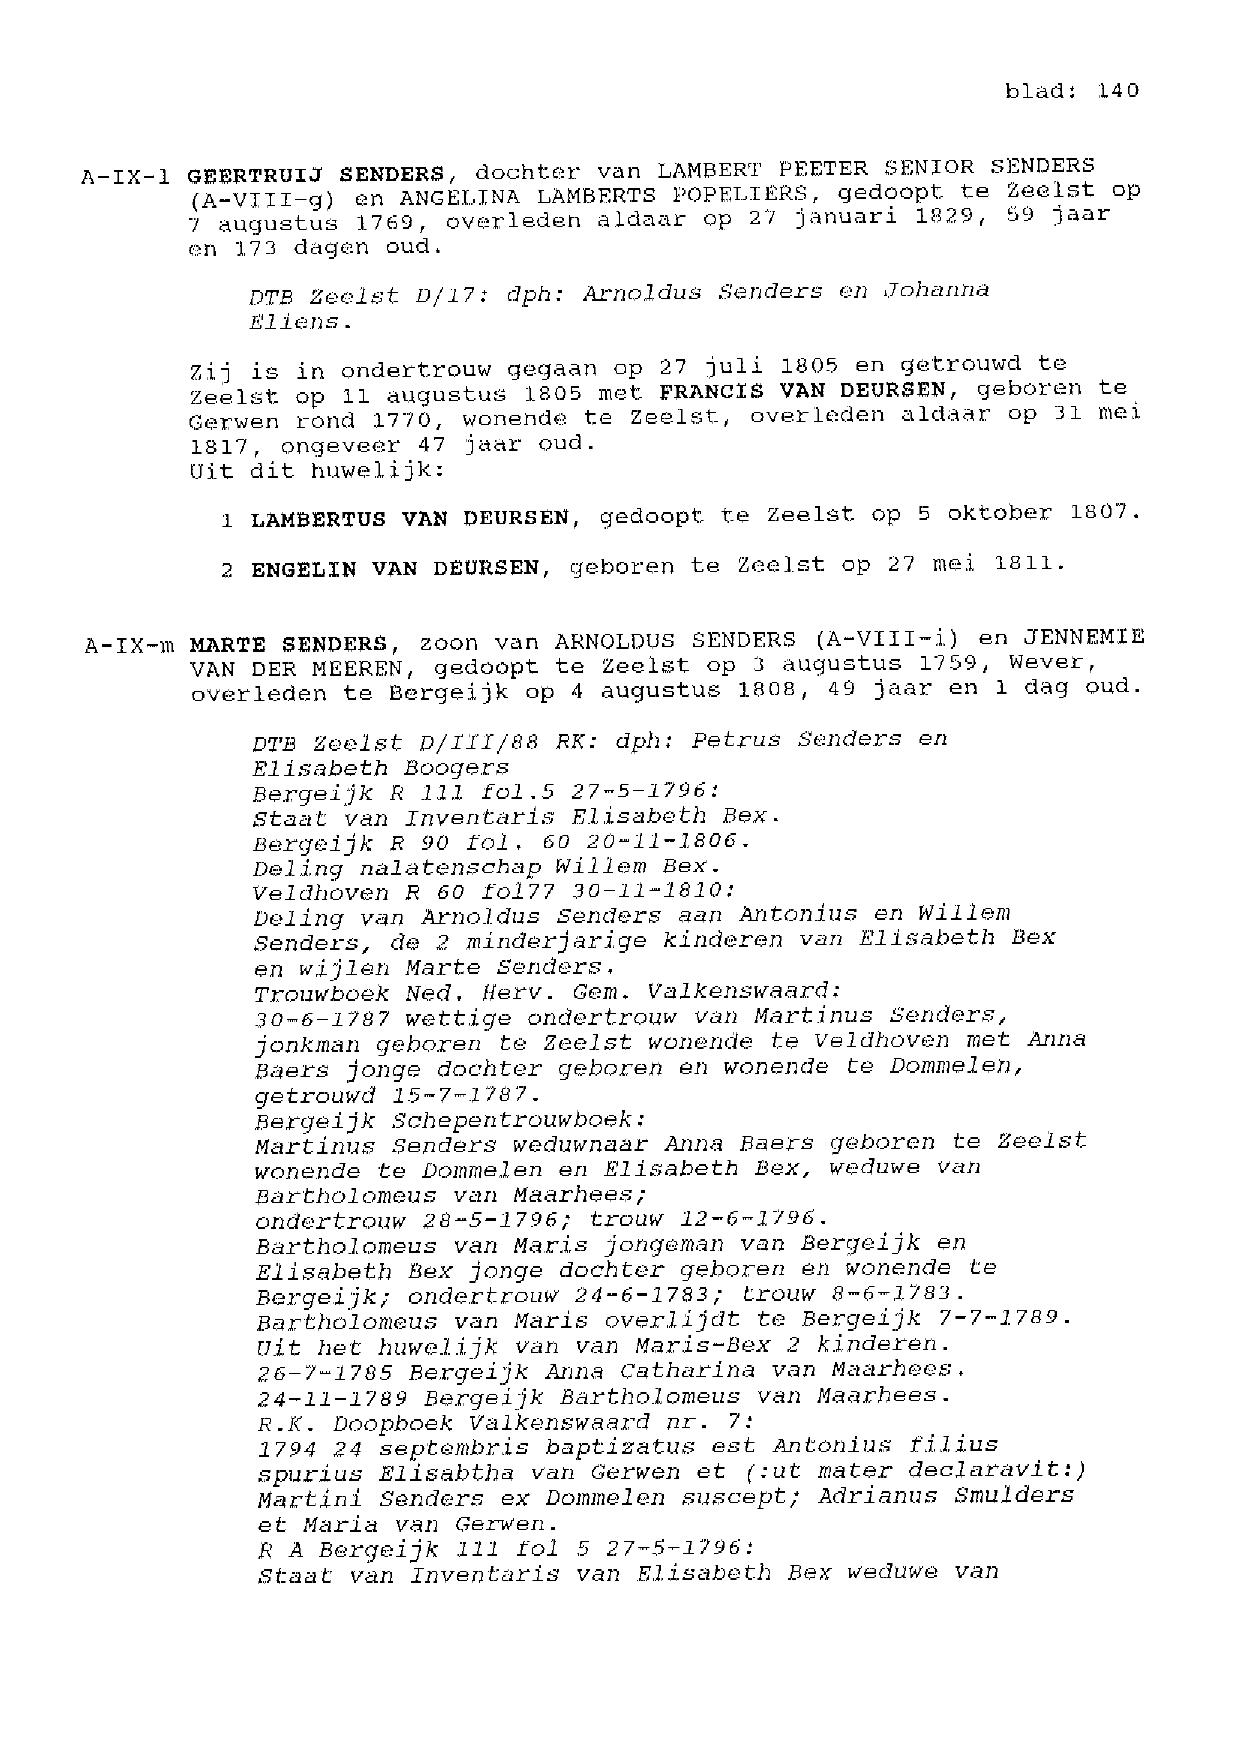 blad: 140
A-IX-l GEERTRUIJ SENDERS, dochter van LAMBERT PEETER SENIOR SENDERS
(A-VIII-g) en ANGELINA LAMBERTS POPELIERS, gedoopt te Zeelst op
7 augustus 1769, overleden aldaar op 27 januari 1829, 59 jaar
en 173 dagen oud.
DTB Zeelst D/17: dph: Arnoldus Senders en Johanna
Eliens.
Zij is in ondertrouw gegaan op 27 juli 1805 en getrouwd te
Zeelst op 11 augustus 1805 met FRANCIS VAN DEURSEN, geboren te
Gerwen rond 1770, wonende te Zeelst, overleden aldaar op 31 mei
1817, ongeveer 47 jaar oud.
Uit dit huwelijk:
1 LAMBERTUS VAN DEURSEN, gedoopt te Zeelst op 5 oktober 1807.
2 ENGELIN VAN DEURSEN, geboren te Zeelst op 27 mei 1811.
A-IX-m MARTE SENDERS, zoon van ARNOLDUS SENDERS (A-VIII-i) en JENNEMIE
VAN DER MEEREN, gedoopt te Zeelst op 3 augustus 1759, Wever,
overleden te Bergeijk op 4 augustus 1808, 49 jaar en 1 dag oud.
DTB Zeelst D/III/88 RK: dph: Petrus Senders en
Elisabeth Boogers
Bergeijk R 111 fol.5 27-5-1796:
Staat van Inventaris Elisabeth Bex.
Bergeijk R 90 fol. 60 20-11-1806.
Deling nalatenschap Willem Bex.
Veldhoven R 60 fol77 30-11-1810:
Deling van Arnoldus Senders aan Antonius en Willem
Senders, de 2 minderjarige kinderen van Elisabeth Bex
en wijlen Marte Senders.
Trouwboek Ned. Herv. Gem. Valkenswaard:
30-6-1787 wettige ondertrouw van Martinus Senders,
jonkman geboren te Zeelst wonende te Veldhoven met Anna
Baers jonge dochter geboren en wonende te Dommelen,
getrouwd 15-7-1787.
Bergeijk Schepentrouwboek:
Martinus Senders weduwnaar Anna Baers geboren te Zeelst
wonende te Dommelen en Elisabeth Bex, weduwe van
Bartholomeus van Maarhees;
ondertrouw 28-5-1796; trouw 12-6-1796.
Bartholomeus van Maris jongeman van Bergeijk en
Elisabeth Bex jonge dochter geboren en wonende te
Bergeijk; ondertrouw 24-6-1783; trouw 8-6-1783.
Bartholomeus van Maris overlijdt te Bergeijk 7-7-1789.
Uit het huwelijk van van Maris-Bex 2 kinderen.
26-7-1785 Bergeijk Anna Catharina van Maarhees.
24-11-1789 Bergeijk Bartholomeus van Maarhees.
R.K. Doopboek Valkenswaard nr. 7:
1794 24 septembris baptizatus est Antonius filius
spurius Elisabtha van Gerwen et (:ut mater declaravit:)
Martini Senders ex Dommelen suscept; Adrianus Smulders
et Maria van Gerwen.
R A Bergeijk 111 fol 5 27-5-1796:
Staat van Inventaris van Elisabeth Bex weduwe van